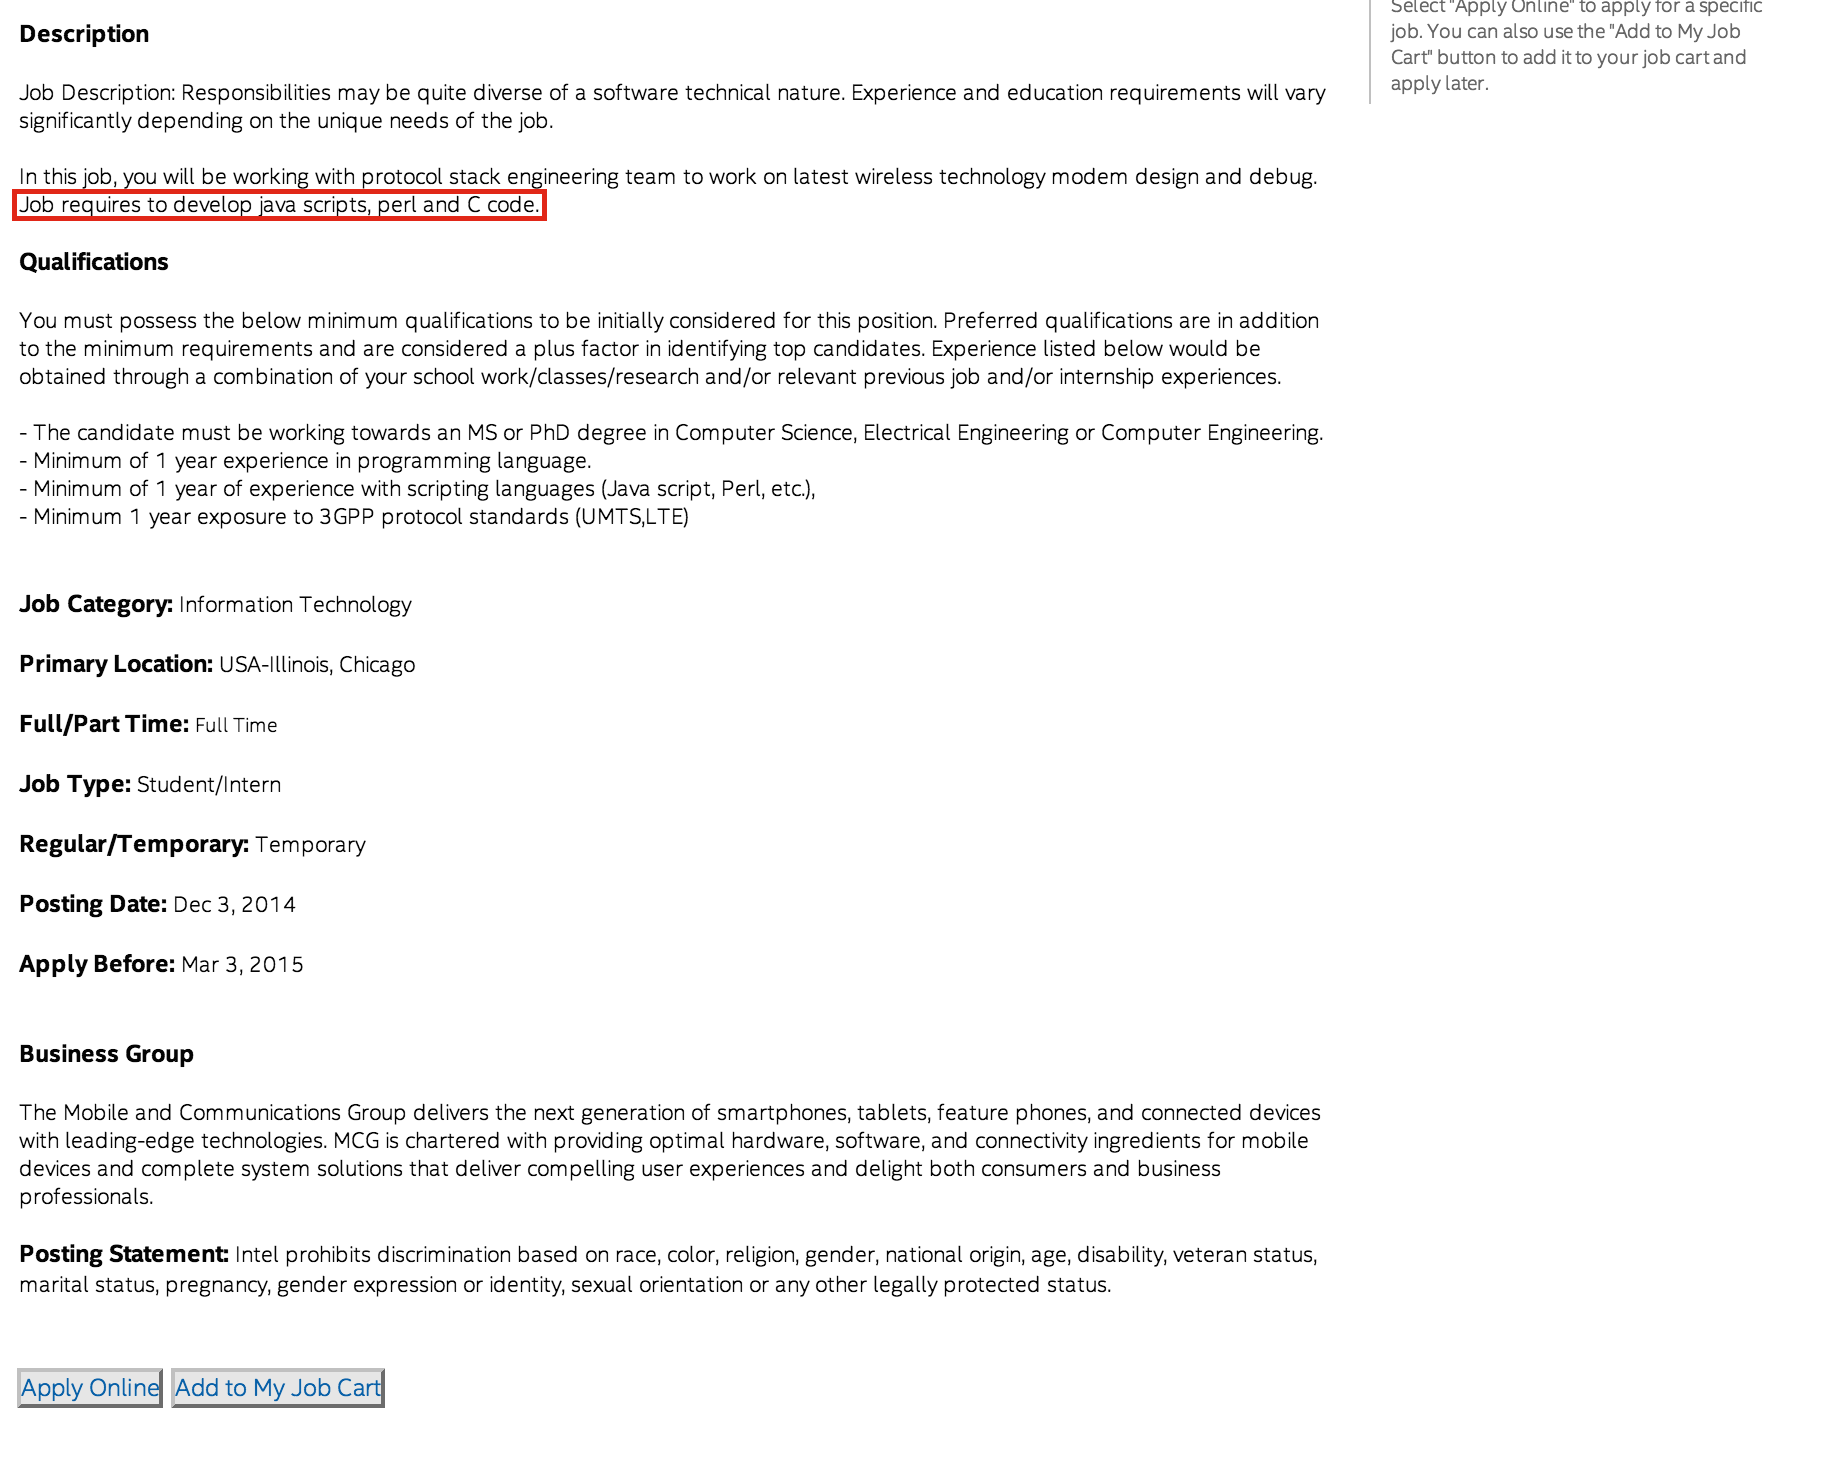 Description
Job Description: Responsibilities may be quite diverse of a software technical nature. Experience and education requirements will vary
significantly depending on the unique needs of the job.
In this job, you will be working with protocol stack engineering team to work on latest wireless technology modem design and debug.
Job requires to develop java scripts, perl and C code.
Qualifications
You must possess the below minimum qualifications to be initially considered for this position. Preferred qualifications are in addition
to the minimum requirements and are considered a plus factor in identifying top candidates. Experience listed below would be
obtained through a combination of your school work/classes/research and/or relevant previous job and/or internship experiences.
- The candidate must be working towards an MS or PhD degree in Computer Science, Electrical Engineering or Computer Engineering.
- Minimum of 1 year experience in programming language.
- Minimum of 1 year of experience with scripting languages (Java script, Perl, etc.),
- Minimum 1 year exposure to 3GPP protocol standards (UMTS,LTE)
Job Category: Information Technology
Primary Location: USA-Illinois, Chicago
Full/Part Time: Full Time
Job Type: Student/Intern
Regular/Temporary: Temporary
Posting Date: Dec 3, 2014
Apply Before: Mar 3, 2015
Business Group
The Mobile and Communications Group delivers the next generation of smartphones, tablets, feature phones, and connected devices
with leading-edge technologies. MCG is chartered with providing optimal hardware, software, and connectivity ingredients for mobile
devices and complete system solutions that deliver compelling user experiences and delight both consumers and business
professionals.
Posting Statement: Intel prohibits discrimination based on race, color, religion, gender, national origin, age, disability, veteran status,
marital status, pregnancy, gender expression or identity, sexual orientation or any other legally protected status.
Apply Online Add to My Job Cart
Select "Apply Online" to apply for a specific
job. You can also use the "Add to My Job
Cart" button to add it to your job cart and
apply later.